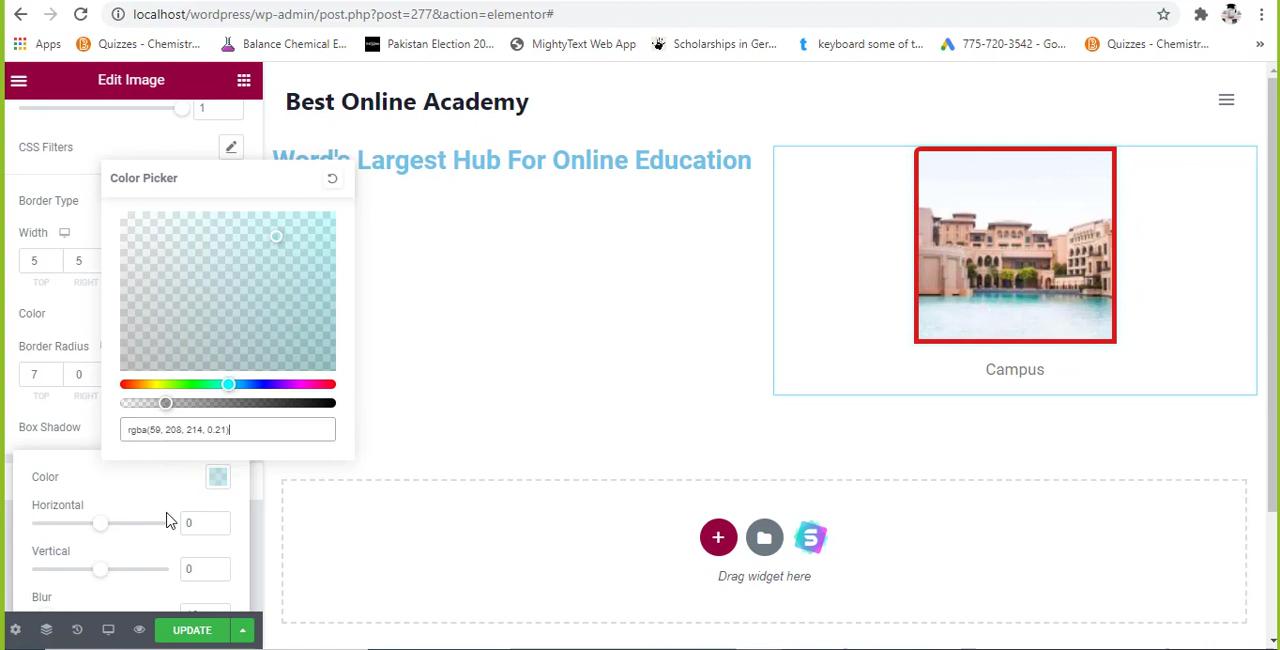 localhost/wordpress/wp-admin/post.php?post=277&action=elementor#
Apps Quizzes - Chemistr... Balance Chemical E... Pakistan Election 20... MightyText Web App Scholarships in Ger... keyboard some of t... 775-720-3542 - Go... Quizzes - Chemistr... »
Edit Image
1
CSS Filters
Color Picker
Border Type
Width
5 5
TOP RIGHT
Color
Border Radius
7 0
TOP RIGHT
Box Shadow
rgba(59, 208, 214, 0.21)
Color
Horizontal
0
Vertical
0
Blur
UPDATE
Best Online Academy
Word's Largest Hub For Online Education
Campus
Drag widget here